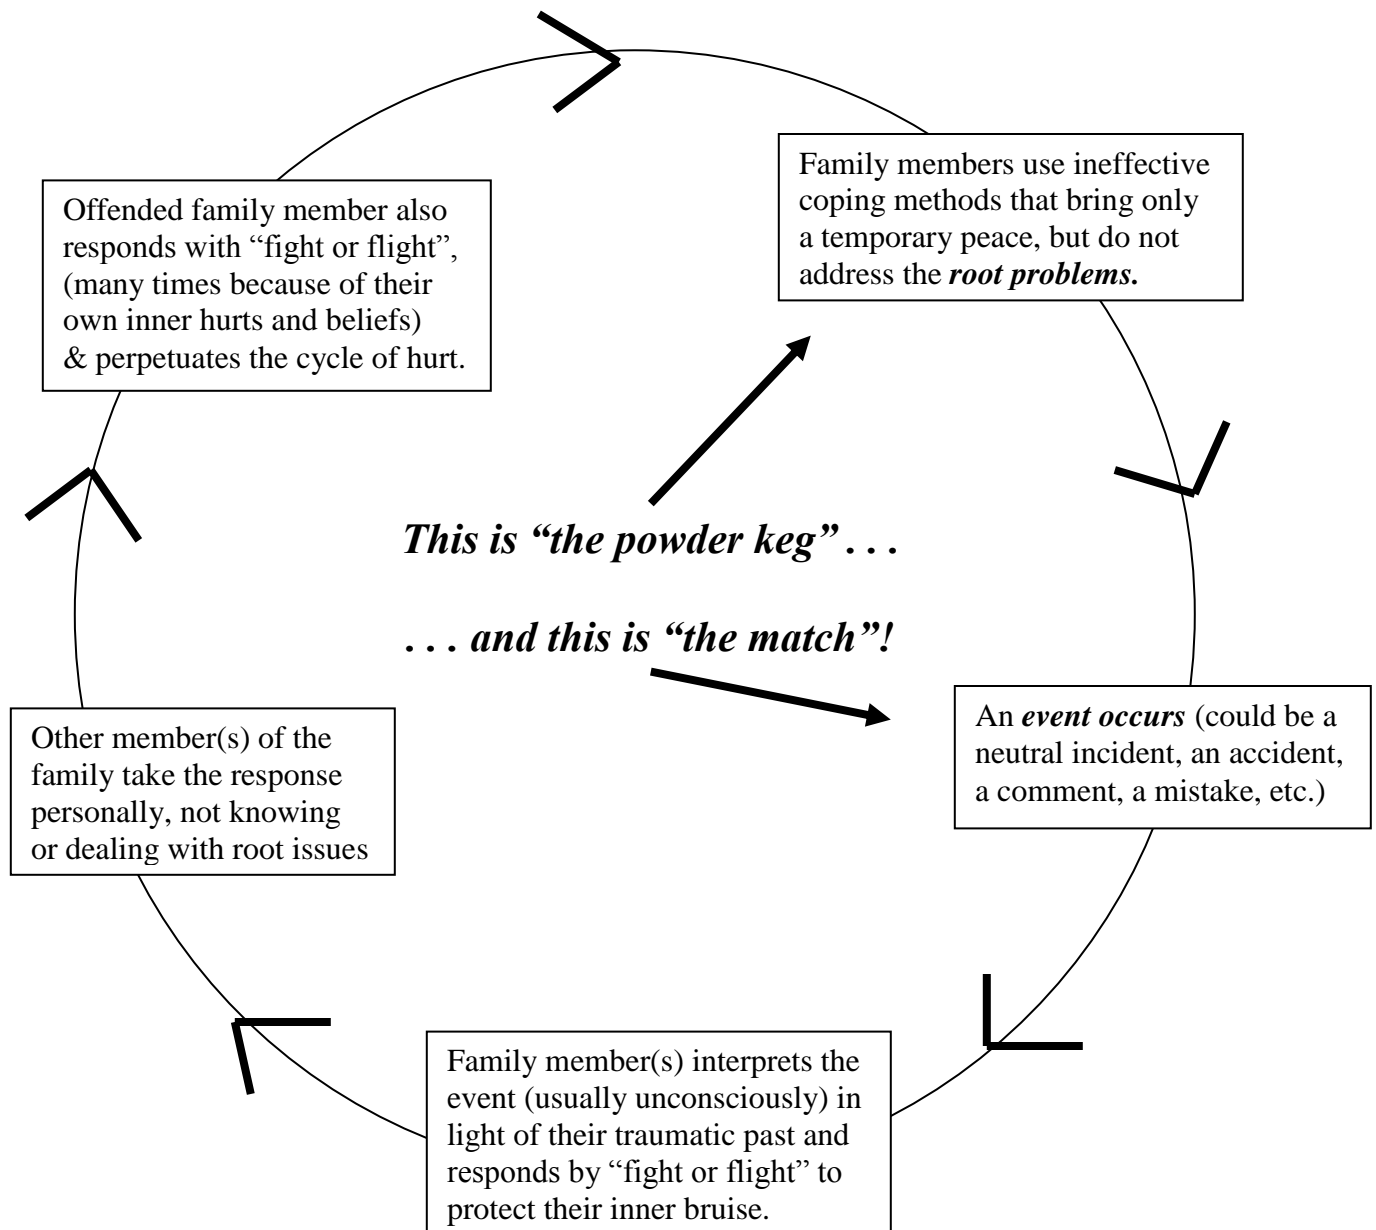 Family members use ineffective
coping methods that bring only
a temporary peace, but do not
address the root problems.
Offended family member also
responds with “fight or flight”,
(many times because of their
own inner hurts and beliefs)
& perpetuates the cycle of hurt.
This is “the powder keg” . . .
. . . and this is “the match”!
An event occurs (could be a
neutral incident, an accident,
a comment, a mistake, etc.)
Other member(s) of the
family take the response
personally, not knowing
or dealing with root issues
Family member(s) interprets the
event (usually unconsciously) in
light of their traumatic past and
responds by “fight or flight” to
protect their inner bruise.